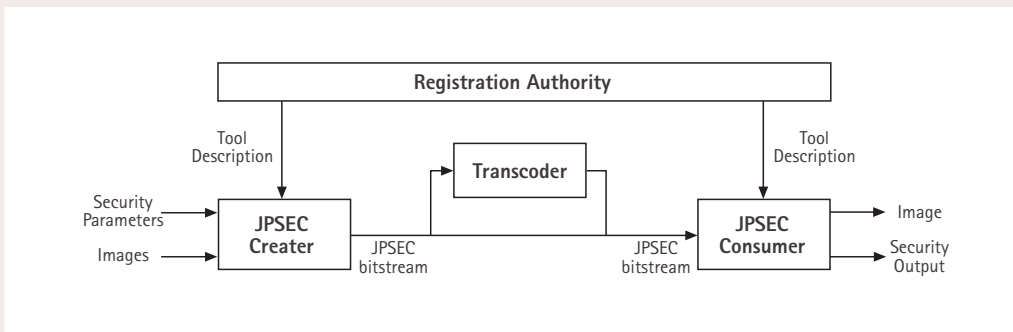 Registration Authority
Tool
Description
Tool
Description
Transcoder
Security
Parameters
Images
JPSEC
Creater
JPSEC
bitstream
JPSEC
bitstream
JPSEC
Consumer
Image
Security
Output